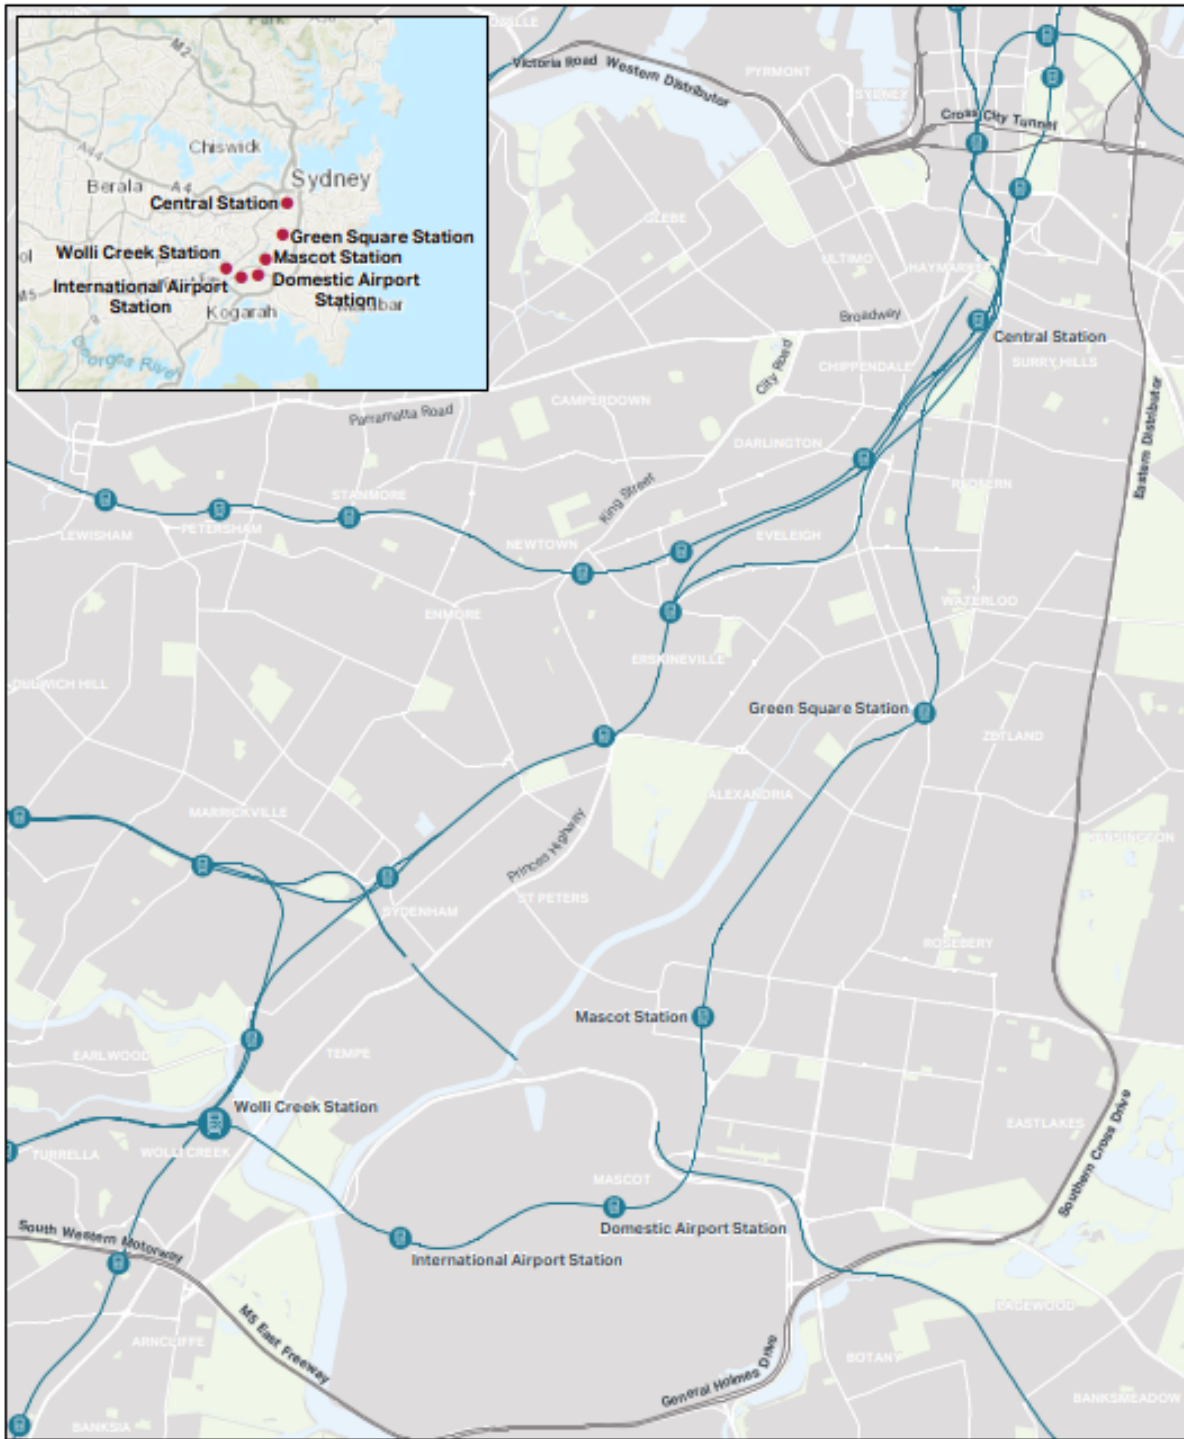 M2
Chiswick
A44
Berala
A4
Sydney
Central Station
Green Square Station
Wolli Creek Station
Mascot Station
International Airport
Station
Domestic Airport
Station
M5
Kogarah
Georges River
Victoria Road
Western Distributor
PYRMONT
SYDNEY
Cross City Tunnel
GLEBE
ULTIMO
HAYMARKET
Broadway
Central Station
SURRY HILLS
CHIPPENDALE
City Road
CAMPERDOWN
Parramatta Road
DARLINGTON
Eastern Distributor
King Street
REDFERN
STANMORE
PETERSHAM
LEWISHAM
NEWTOWN
EVELEIGH
ENMORE
WATERLOO
ERSKINEVILLE
DULWICH HILL
Green Square Station
ZETLAND
ALEXANDRIA
MARRICKVILLE
KENSINGTON
Princes Highway
ST PETERS
SYDENHAM
ROSEBERY
Mascot Station
EARLWOOD
TEMPE
Wolli Creek Station
EASTLAKES
Southern Cross Drive
TURRELLA
WOLLI CREEK
MASCOT
Domestic Airport Station
South Western Motorway
International Airport Station
PAGEWOOD
M5 East Freeway
ARNCLIFFE
BOTANY
General Holmes Drive
BANKSMEADOW
BANKSIA